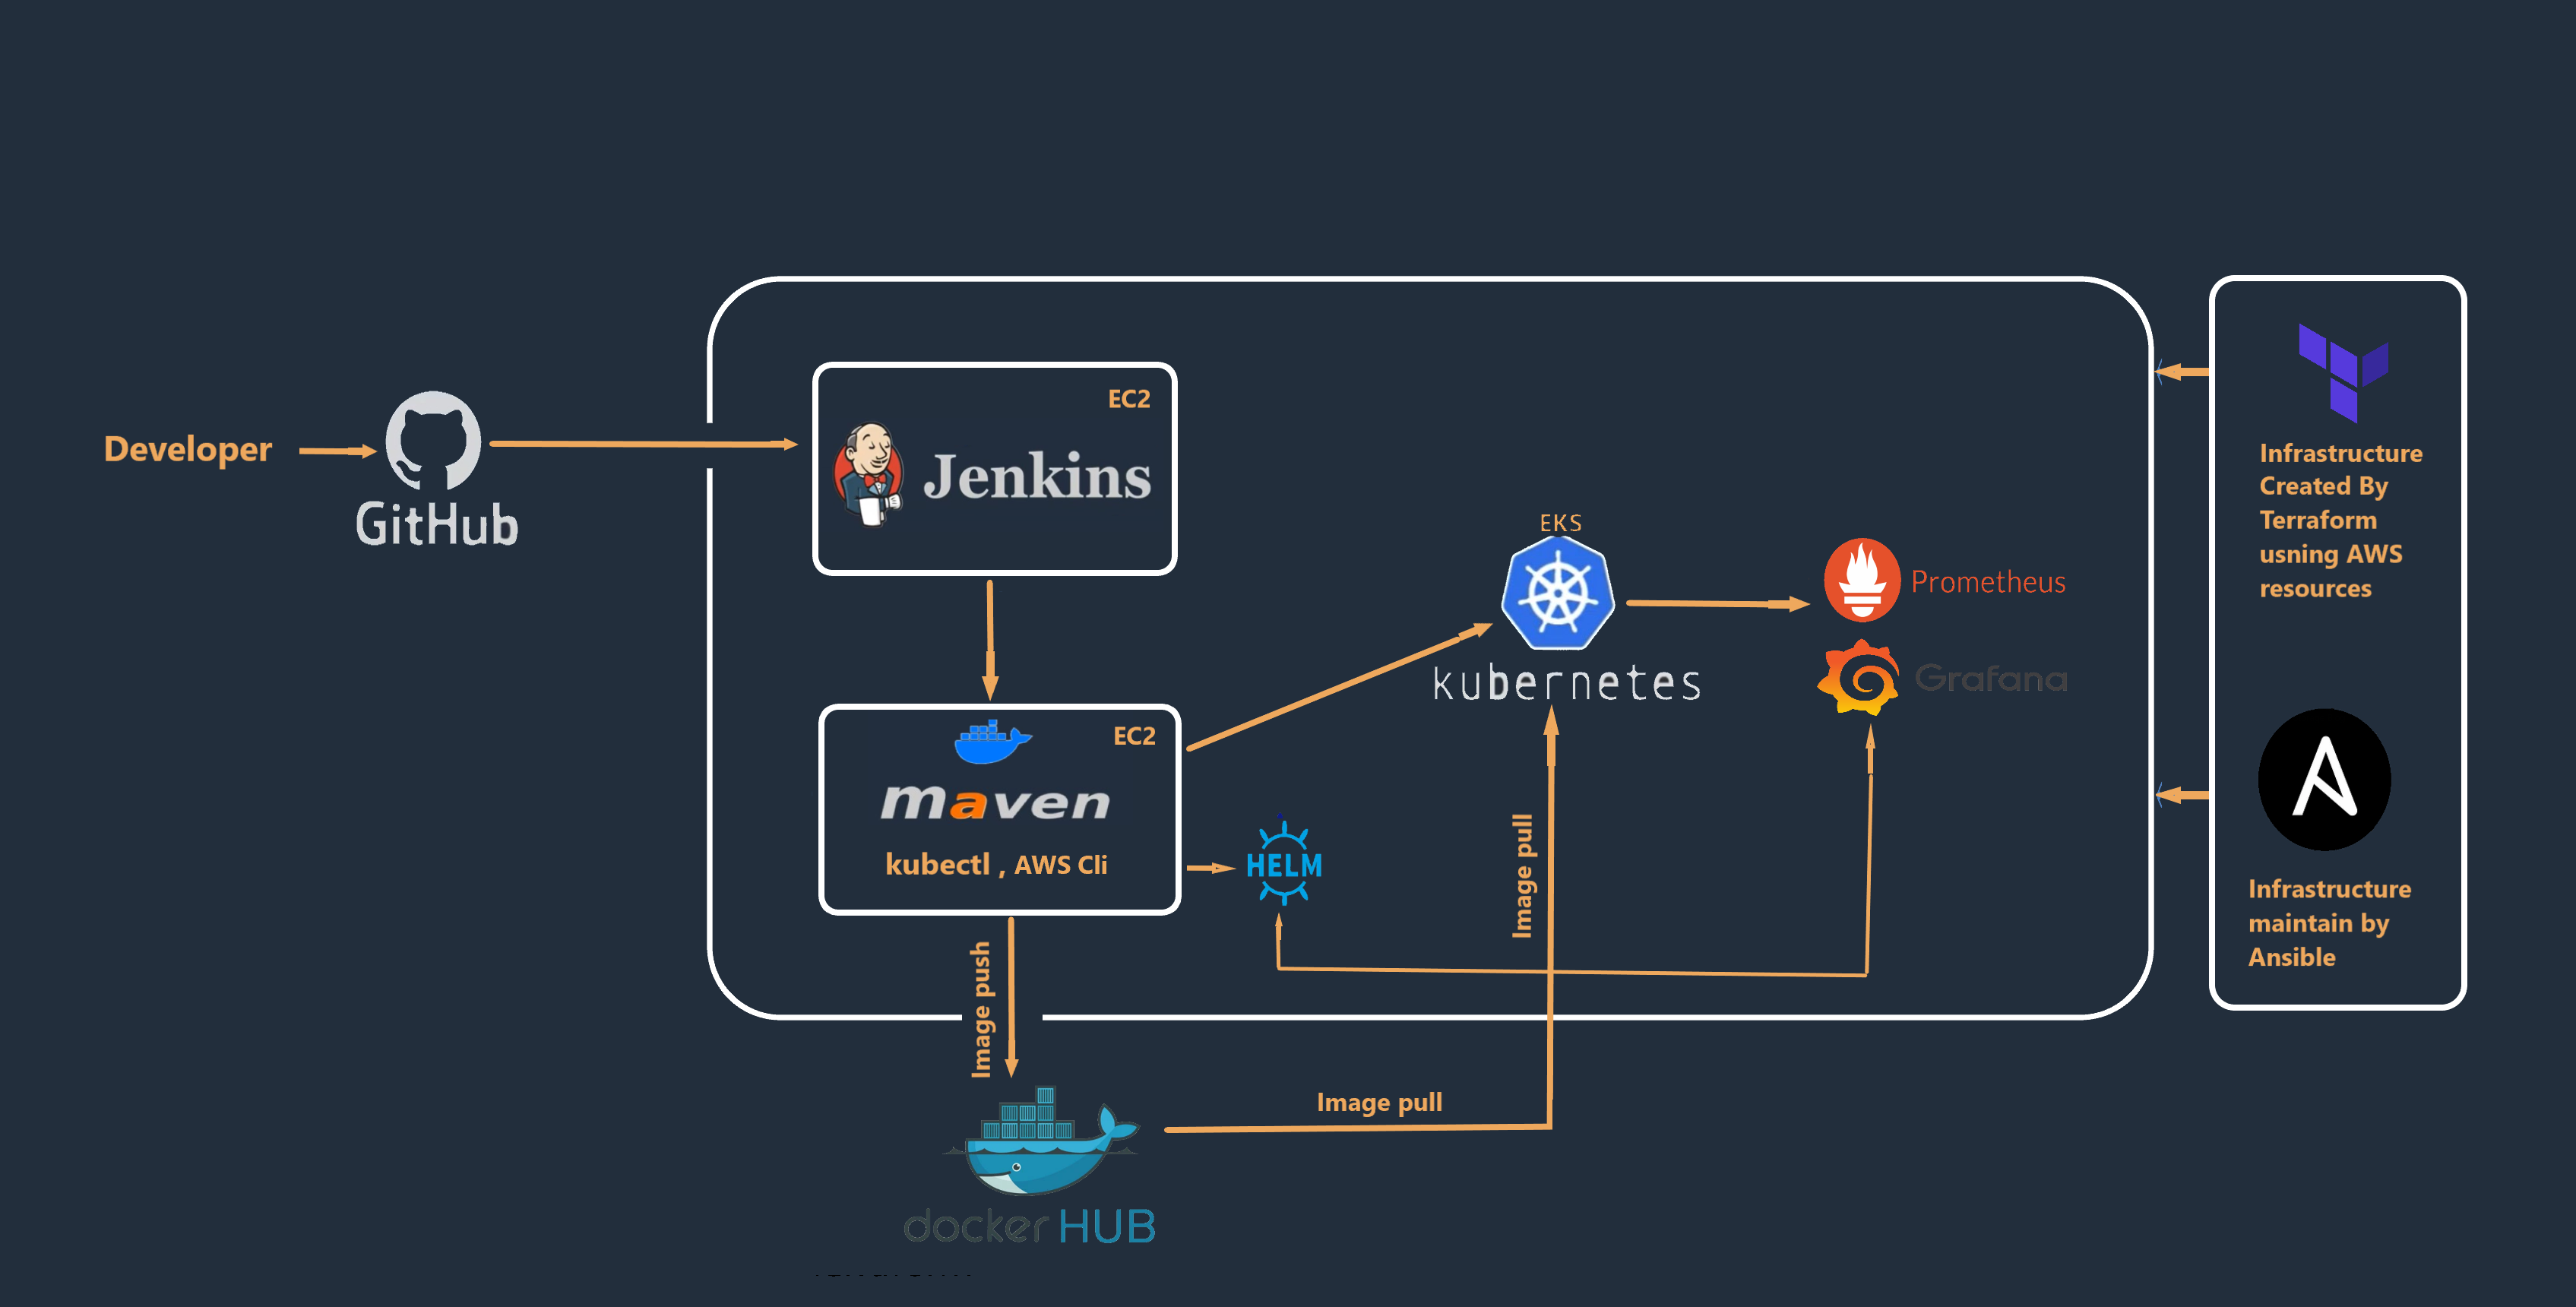 Developer
GitHub
EC2
Jenkins
EC2
maven
kubectl , AWS Cli
HELM
EKS
kubernetes
Prometheus
Grafana
Image push
Image pull
Image pull
docker HUB
Infrastructure
Created By
Terraform
usning AWS
resources
Infrastructure
maintain by
Ansible